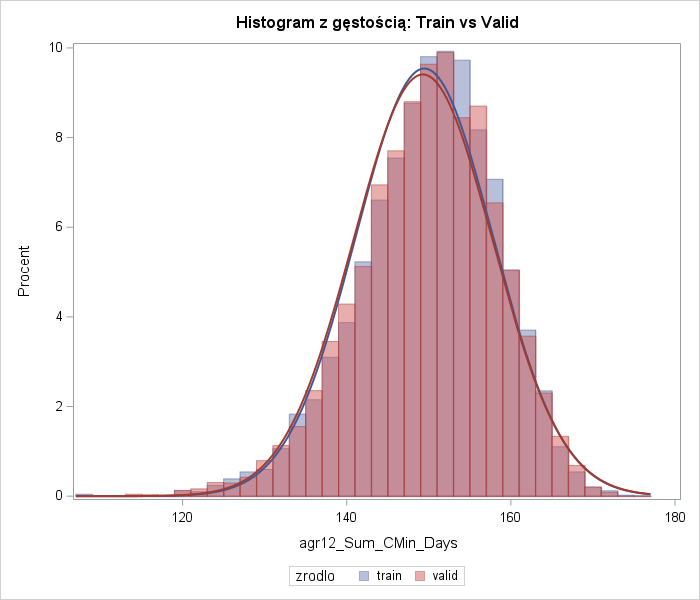 Histogram z gęstością: Train vs Valid
Procent
10
8
6
4
2
0
120 140 160 180
agr12_Sum_CMin_Days
zrodlo train valid